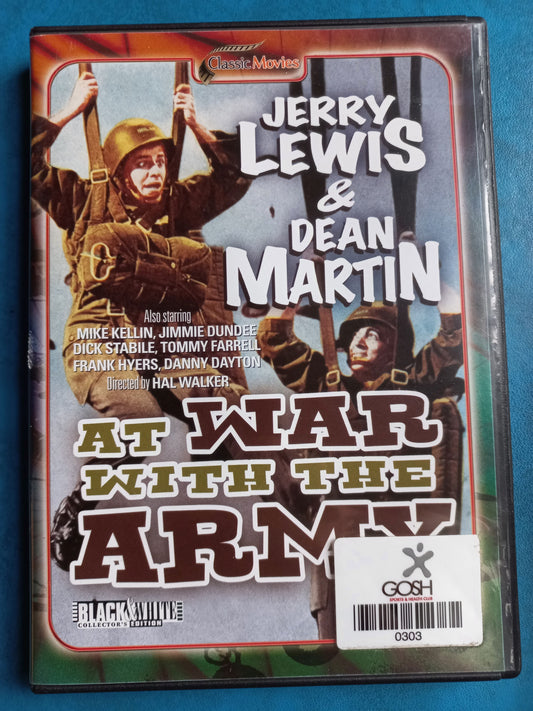 Classic Movies
JERRY
LEWIS
&
DEAN
MARTIN
Also starring
MIKE KELLIN, JIMMIE DUNDEE
DICK STABILE, TOMMY FARRELL
FRANK HYERS, DANNY DAYTON
Directed by HAL WALKER
AT WAR
WITH THE
ARMY
BLACK & WHITE
COLLECTOR'S EDITION
GOSH
SPORTS & HEALTH CLUB
0303